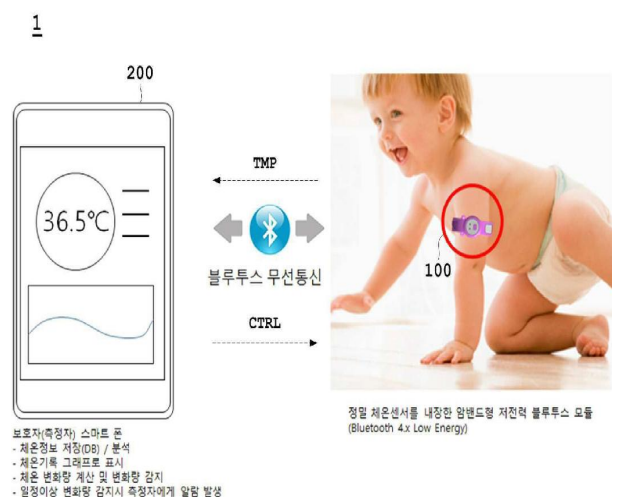 1
200
36.5℃
TMP
블루투스 무선통신
CTRL
100
정밀 체온센서를 내장한 암밴드형 저전력 블루투스 모듈
(Bluetooth 4.x Low Energy)
보호자(측정자) 스마트 폰
- 체온정보 저장(DB) / 분석
- 체온기록 그래프로 표시
- 체온 변화량 계산 및 변화량 감지
- 일정이상 변화량 감지시 측정자에게 알람 발생